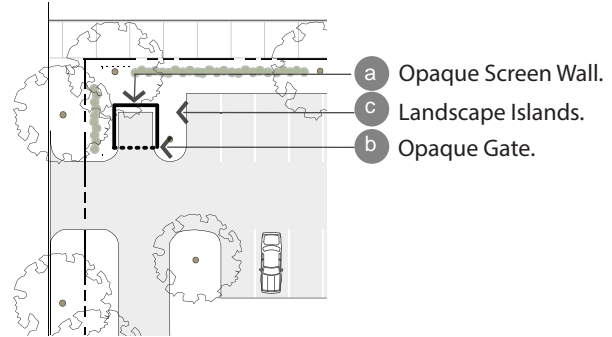 a Opaque Screen Wall.
c Landscape Islands.
b Opaque Gate.